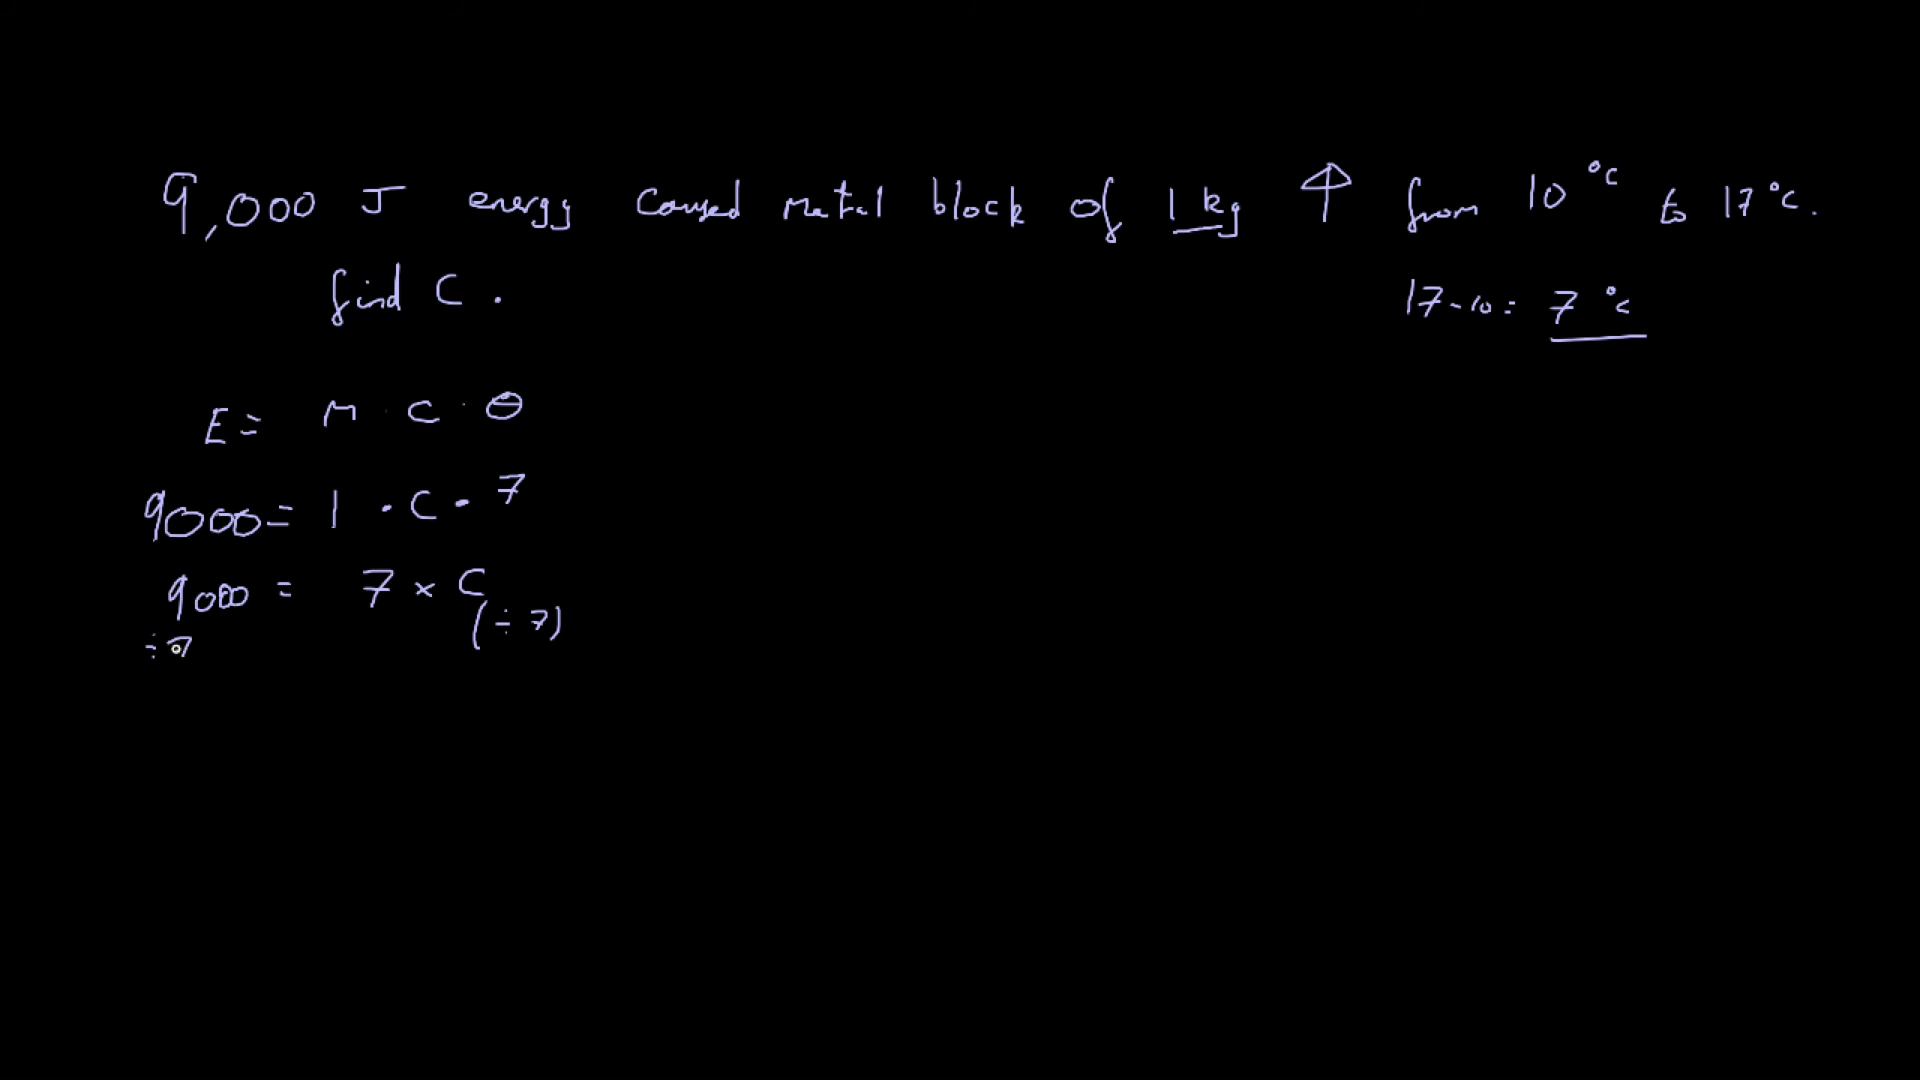 9,000 J energy caused metal block of 1 kg ↑ from 10 °C to 17 °C.
find C.
17-10= 7 °C
E= M · C · θ
9000= 1 · C · 7
9000 = 7 × C
(÷ 7)
÷7